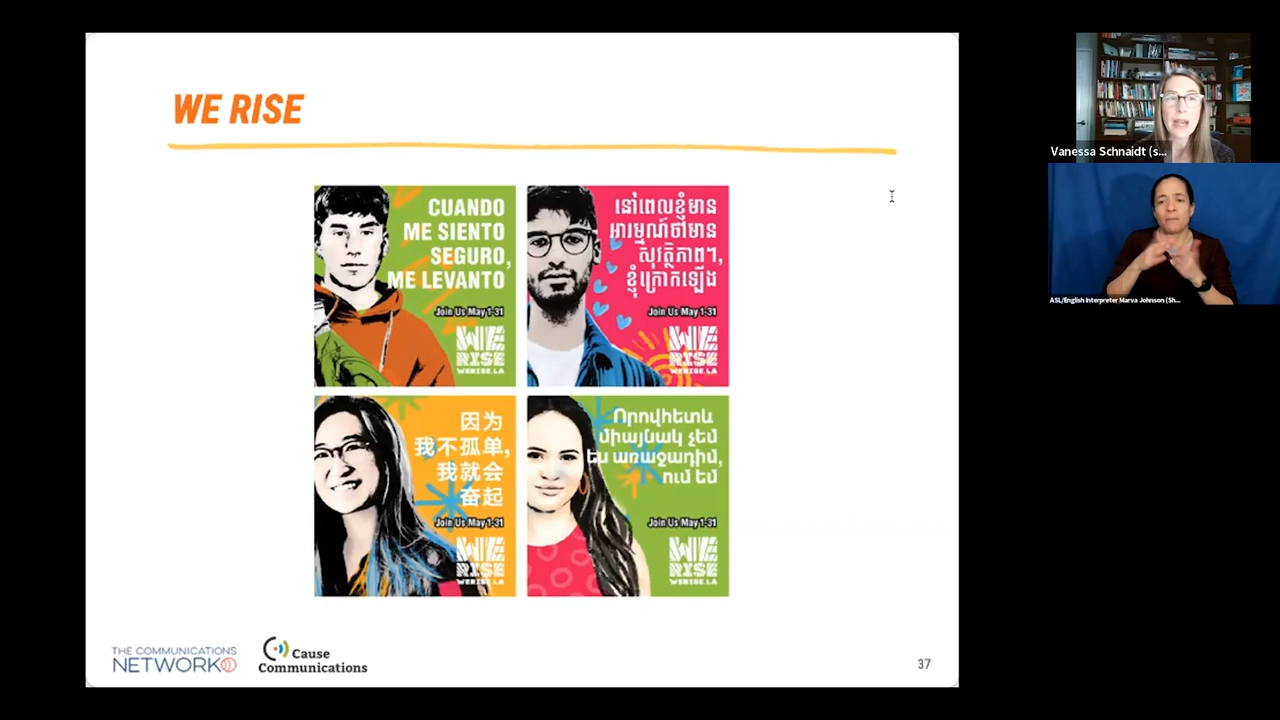 WE RISE
CUANDO
ME SIENTO
SEGURO,
ME LEVANTO
Join Us May 1-31
WE
RISE
WERISE.LA
នៅពេលខ្ញុំមាន
អារម្មណ៍ថាមាន
សុវត្ថិភាព។,
ខ្ញុំក្រោកឡើង
Join Us May 1-31
WE
RISE
WERISE.LA
因为
我不孤单,
我就会
奋起
Join Us May 1-31
WE
RISE
WERISE.LA
Որովհետև
միայնակ չեմ
ես առաջադիմ,
ում եմ
Join Us May 1-31
WE
RISE
WERISE.LA
THE COMMUNICATIONS
NETWORK
Cause
Communications
37
Vanessa Schnaidt (s...
ASL/English Interpreter Marva Johnson (Sh...